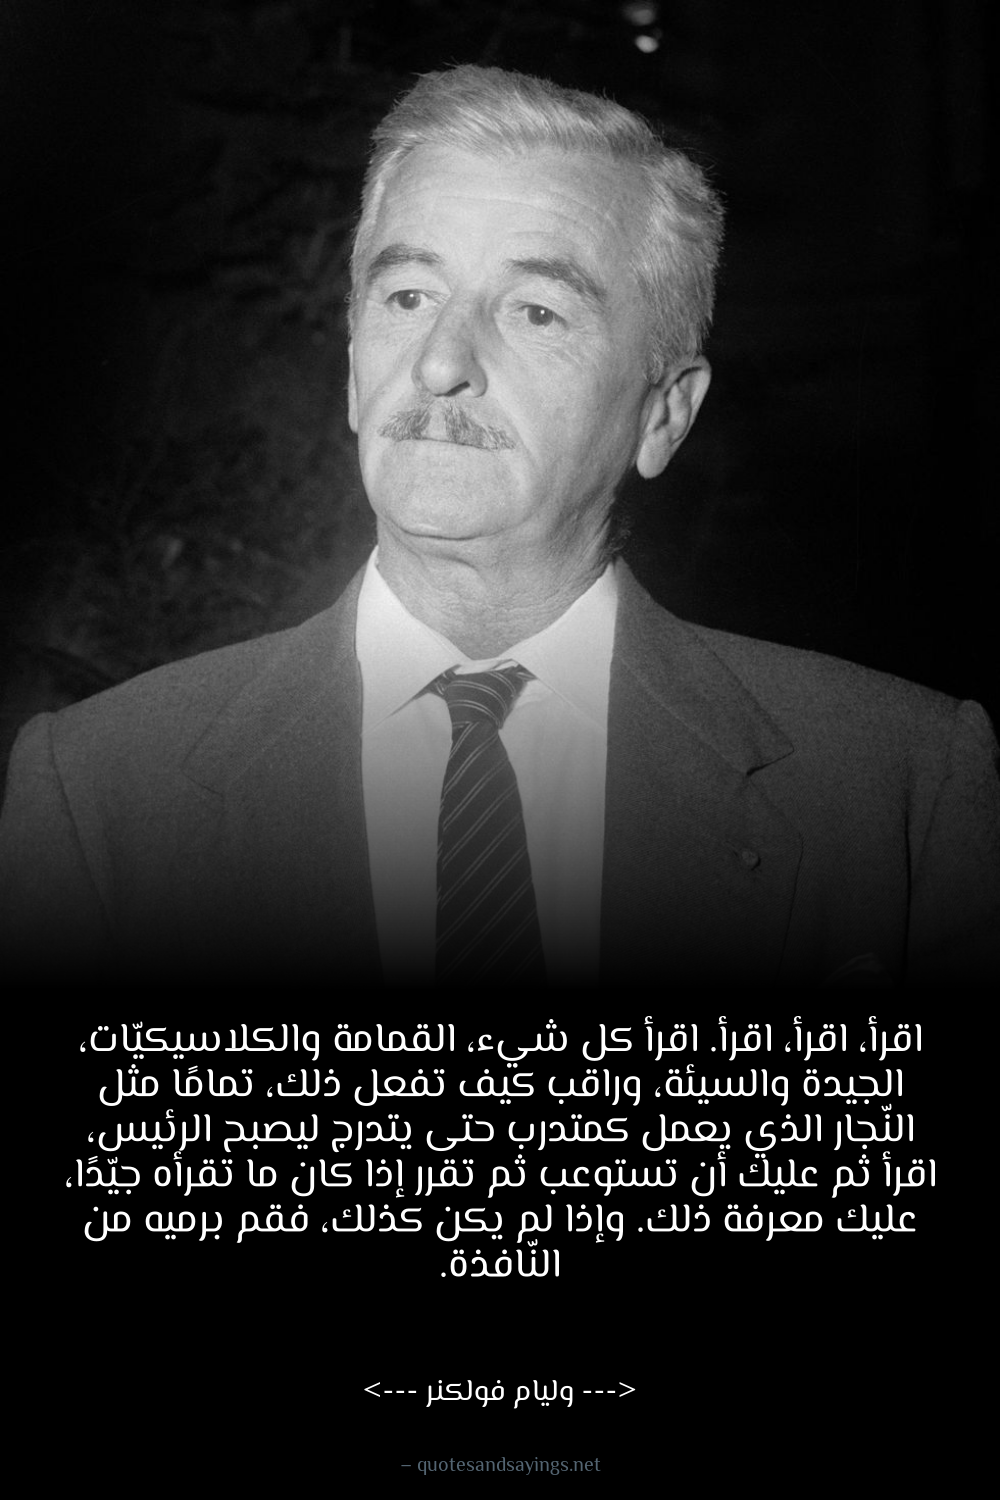 اقرأ، اقرأ، اقرأ. اقرأ كل شيء، القمامة والكلاسيكيّات،
الجيدة والسيئة، وراقب كيف تفعل ذلك، تمامًا مثل
النّجار الذي يعمل كمتدرب حتى يتدرج ليصبح الرئيس،
اقرأ ثم عليك أن تستوعب ثم تقرر إذا كان ما تقرأه جيّدًا،
عليك معرفة ذلك. وإذا لم يكن كذلك، فقم برميه من
النّافذة.
<--- وليام فولكنر --->
– quotesandsayings.net